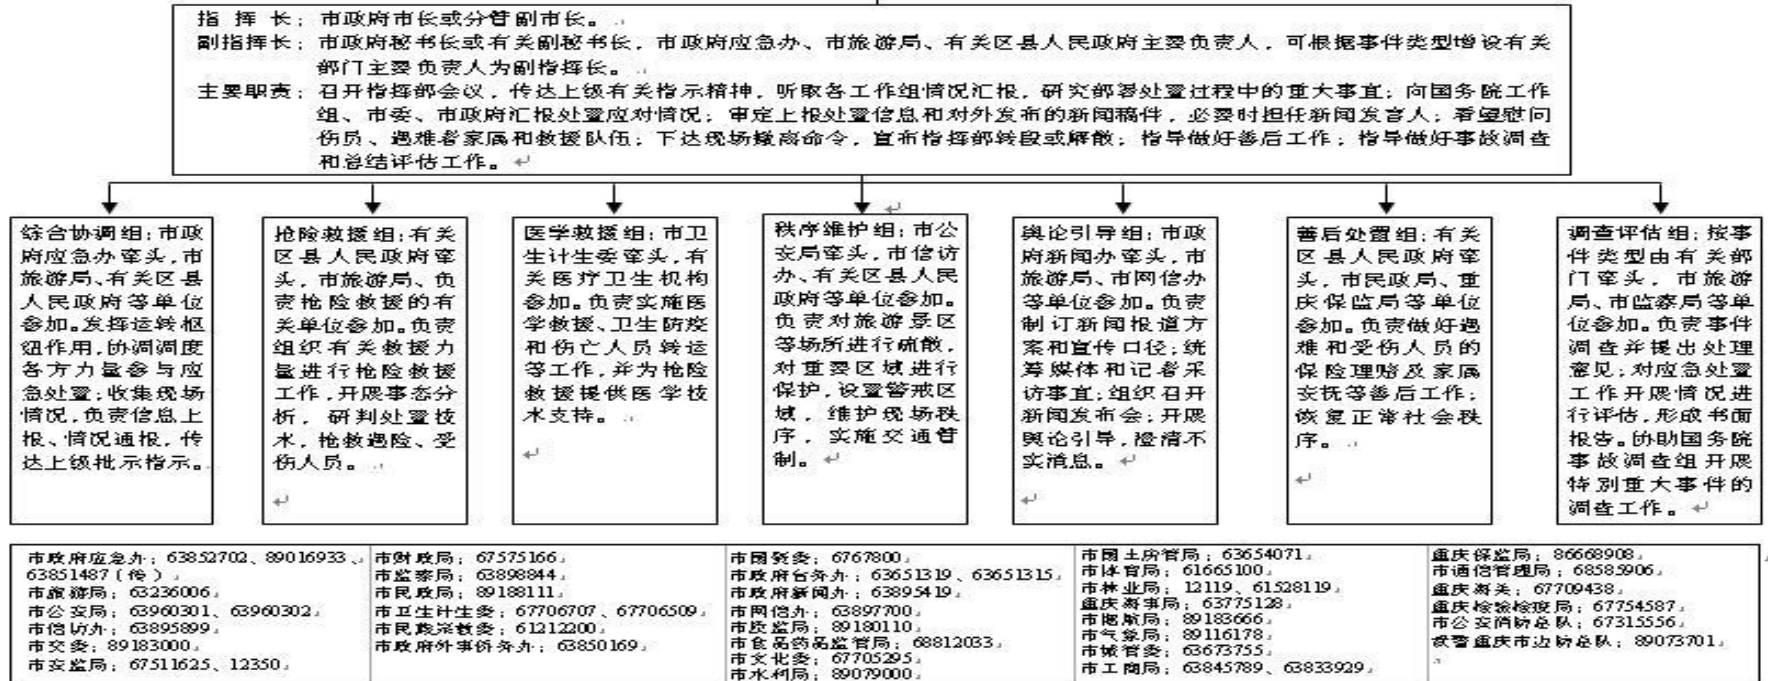 指 挥 长：市政府市长或分管副市长。
副指挥长：市政府秘书长或有关副秘书长，市政府应急办、市旅游局、有关区县人民政府主要负责人，可根据事件类型增设有关
部门主要负责人为副指挥长。
主要职责：召开指挥部会议，传达上级有关指示精神，听取各工作组情况汇报，研究部署处置过程中的重大事宜；向国务院工作
组、市委、市政府汇报处置应对情况；审定上报处置信息和对外发布的新闻稿件，必要时担任新闻发言人；看望慰问
伤员、遇难者家属和救援队伍；下达现场撤离命令，宣布指挥部转段或解散；指导做好善后工作；指导做好事故调查
和总结评估工作。
综合协调组：市政
府应急办牵头，市
旅游局、有关区县
人民政府等单位
参加。发挥运转枢
纽作用，协调调度
各方力量参与应
急处置；收集现场
情况，负责信息上
报、情况通报，传
达上级批示指示。
抢险救援组：有关
区县人民政府牵
头，市旅游局、负
责抢险救援的有
关单位参加。负责
组织有关救援力
量进行抢险救援
工作，开展事态分
析，研判处置技
术，抢救遇险、受
伤人员。
医学救援组：市卫
生计生委牵头，有
关医疗卫生机构
参加。负责实施医
学救援、卫生防疫
和伤亡人员转运
等工作，并为抢险
救援提供医学技
术支持。
秩序维护组：市公
安局牵头，市信访
办、有关区县人民
政府等单位参加。
负责对旅游景区
等场所进行疏散，
对重要区域进行
保护，设置警戒区
域，维护现场秩
序，实施交通管
制。
舆论引导组：市政
府新闻办牵头，市
旅游局、市网信办
等单位参加。负责
制订新闻报道方
案和宣传口径；统
筹媒体和记者采
访事宜；组织召开
新闻发布会；开展
舆论引导，澄清不
实消息。
善后处置组：有关
区县人民政府牵
头，市民政局、重
庆保监局等单位
参加。负责做好遇
难和受伤人员的
保险理赔及家属
安抚等善后工作；
恢复正常社会秩
序。
调查评估组：按事
件类型由有关部
门牵头，市旅游
局、市监察局等单
位参加。负责事件
调查并提出处理
意见；对应急处置
工作开展情况进
行评估，形成书面
报告。协助国务院
事故调查组开展
特别重大事件的
调查工作。
市政府应急办：63852702、89016933、
63851487（传）
市旅游局：63236006
市公安局：63960301、63960302
市信访办：63895899
市交委：89183000
市安监局：67511625、12350
市财政局：67575166
市监察局：63898844
市民政局：89188111
市卫生计生委：67706707、67706509
市民族宗教委：61212200
市政府外事侨务办：63850169
市国资委：6767800
市政府台务办：63651319、63651315
市政府新闻办：63895419
市网信办：63897700
市质监局：89180110
市食品药品监管局：68812033
市文化委：67705295
市水利局：89079000
市国土房管局：63654071
市体育局：61665100
市林业局：12119、61528119
重庆海事局：63775128
市港航局：89183666
市气象局：89116178
市城管委：63673755
市工商局：63845789、63833929
重庆保监局：86668908
市通信管理局：68585906
重庆海关：67709438
重庆检验检疫局：67754587
市公安消防总队：67315556
武警重庆市边防总队：89073701